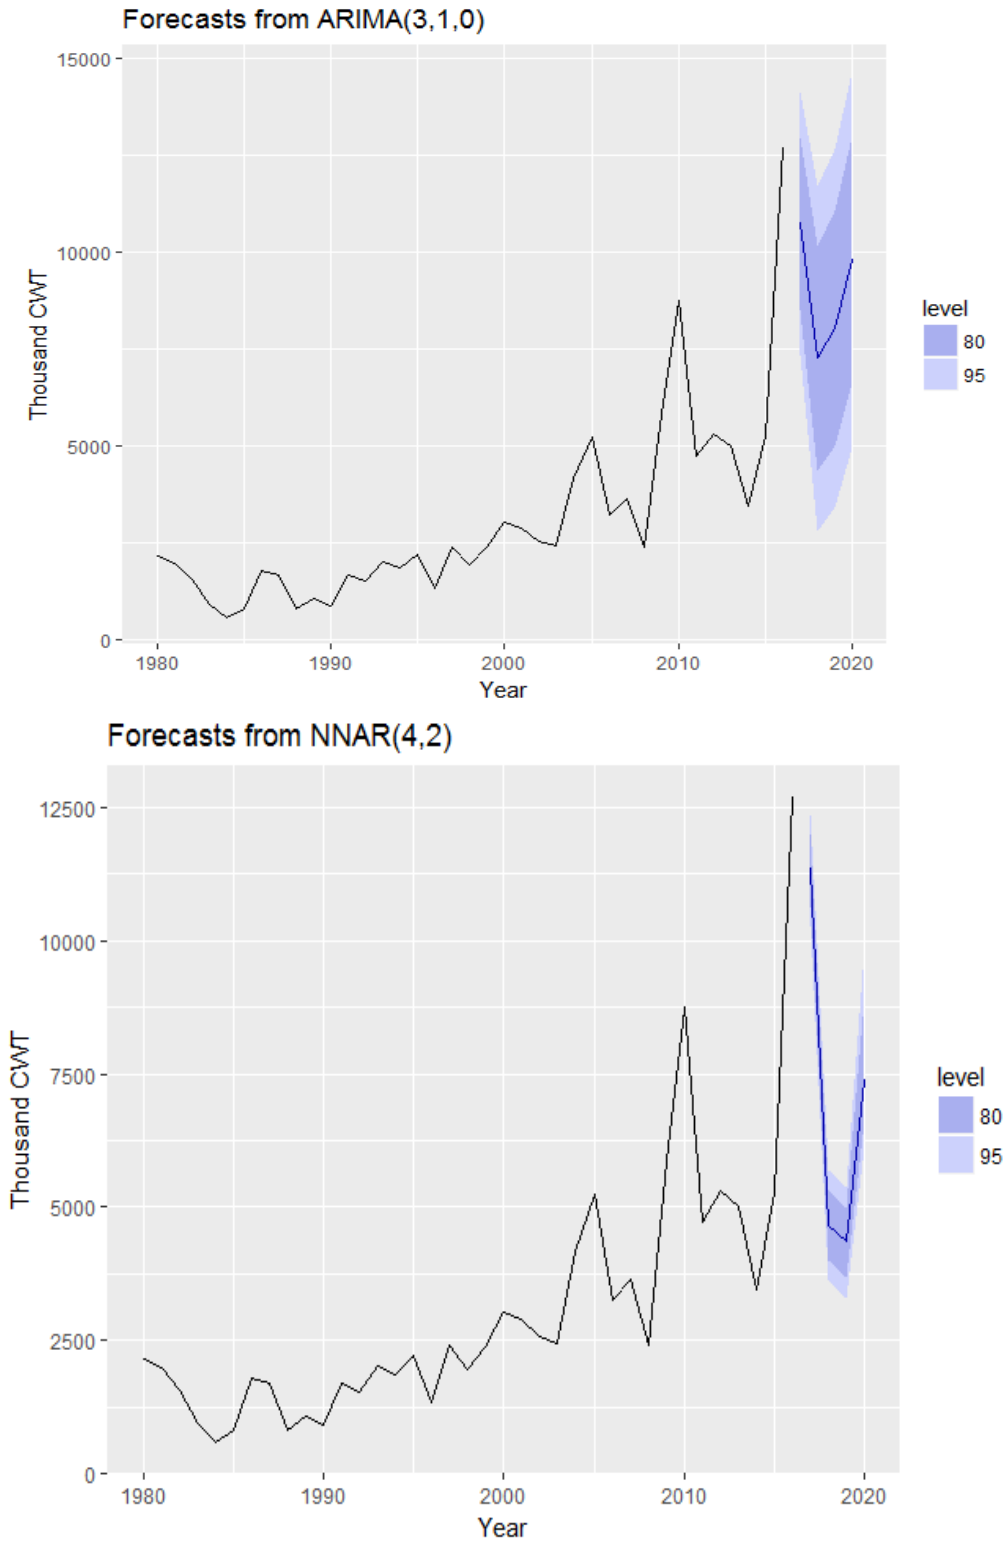 Forecasts from ARIMA(3,1,0)
15000
10000
5000
0
Thousand CWT
1980 1990 2000 2010 2020
Year
level
80
95
Forecasts from NNAR(4,2)
12500
10000
7500
5000
2500
0
Thousand CWT
1980 1990 2000 2010 2020
Year
level
80
95